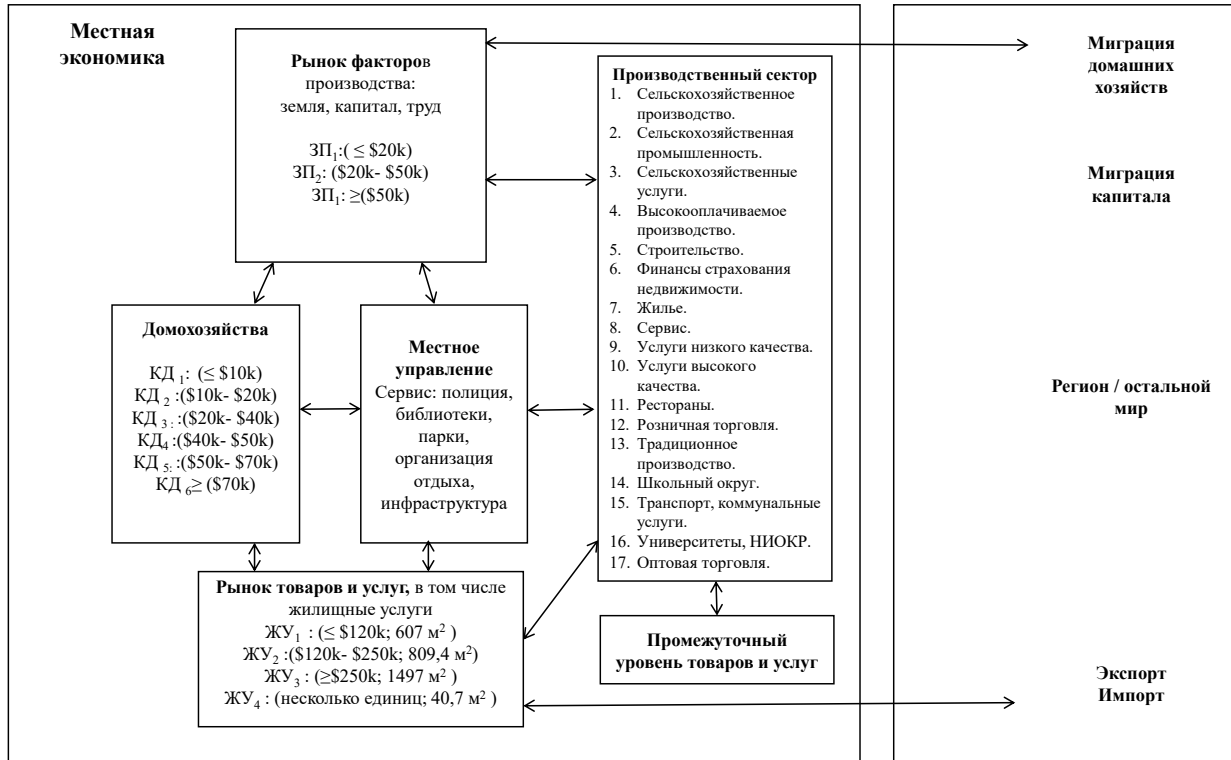 Местная
экономика
Рынок факторов
производства:
земля, капитал, труд
ЗП₁:( ≤ $20k)
ЗП₂: ($20k- $50k)
ЗП₁: ≥($50k)
Производственный сектор
1. Сельскохозяйственное
производство.
2. Сельскохозяйственная
промышленность.
3. Сельскохозяйственные
услуги.
4. Высокооплачиваемое
производство.
5. Строительство.
6. Финансы страхования
недвижимости.
7. Жилье.
8. Сервис.
9. Услуги низкого качества.
10. Услуги высокого
качества.
11. Рестораны.
12. Розничная торговля.
13. Традиционное
производство.
14. Школьный округ.
15. Транспорт, коммунальные
услуги.
16. Университеты, НИОКР.
17. Оптовая торговля.
Домохозяйства
КД ₁: (≤ $10k)
КД ₂ :($10k- $20k)
КД ₃ : ($20k- $40k)
КД₄ :($40k- $50k)
КД ₅: :($50k- $70k)
КД ₆≥ ($70k)
Местное
управление
Сервис: полиция,
библиотеки,
парки,
организация
отдыха,
инфраструктура
Рынок товаров и услуг, в том числе
жилищные услуги
ЖУ₁ : (≤ $120k; 607 м² )
ЖУ₂ :($120k- $250k; 809,4 м²)
ЖУ₃ : (≥$250k; 1497 м² )
ЖУ₄ : (несколько единиц; 40,7 м² )
Промежуточный
уровень товаров и услуг
Миграция
домашних
хозяйств
Миграция
капитала
Регион / остальной
мир
Экспорт
Импорт